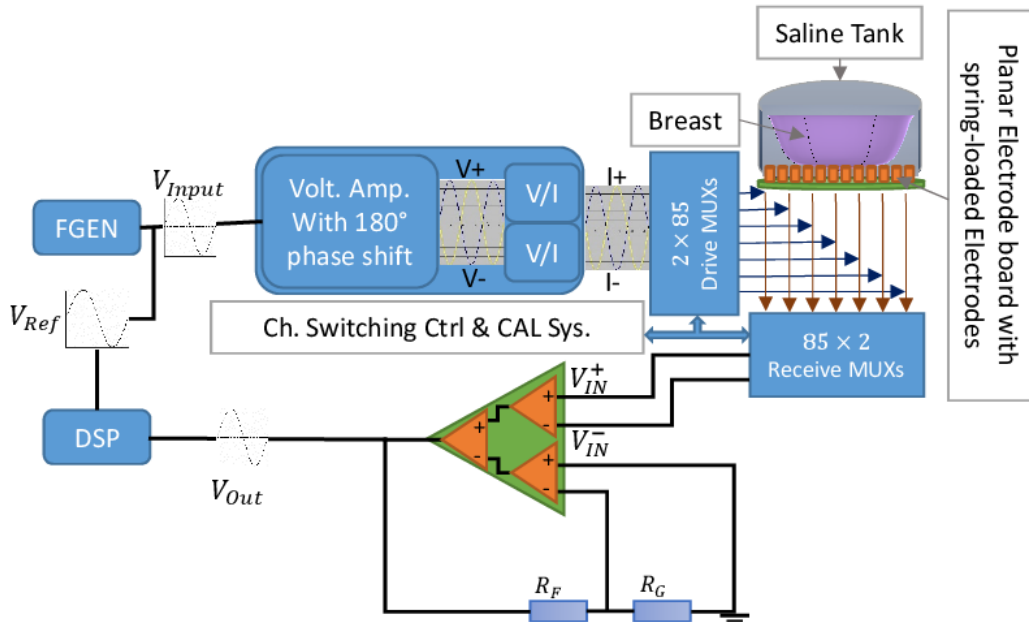 Saline Tank
Planar Electrode board with
spring-loaded Electrodes
Breast
V_Input
FGEN
Volt. Amp.
With 180°
phase shift
V+
V-
V/I
V/I
I+
I-
2 × 85
Drive MUXs
V_Ref
Ch. Switching Ctrl & CAL Sys.
85 × 2
Receive MUXs
V_IN^+
V_IN^-
+
-
+
-
+
-
DSP
V_Out
R_F
R_G